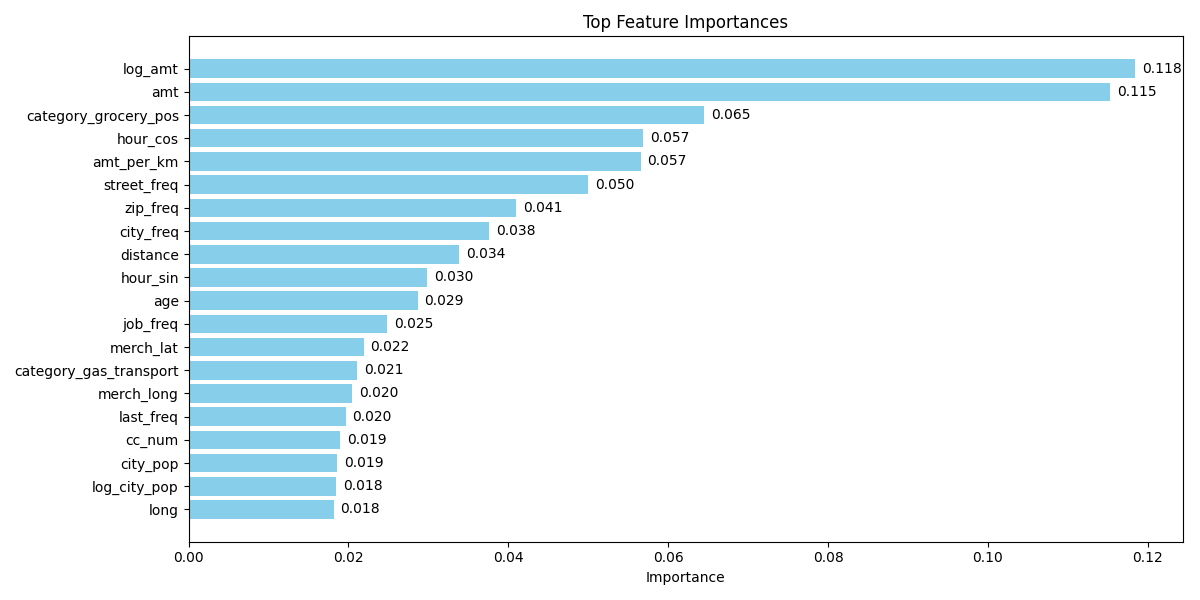 Top Feature Importances
log_amt 0.118
amt 0.115
category_grocery_pos 0.065
hour_cos 0.057
amt_per_km 0.057
street_freq 0.050
zip_freq 0.041
city_freq 0.038
distance 0.034
hour_sin 0.030
age 0.029
job_freq 0.025
merch_lat 0.022
category_gas_transport 0.021
merch_long 0.020
last_freq 0.020
cc_num 0.019
city_pop 0.019
log_city_pop 0.018
long 0.018
0.00 0.02 0.04 0.06 0.08 0.10 0.12
Importance